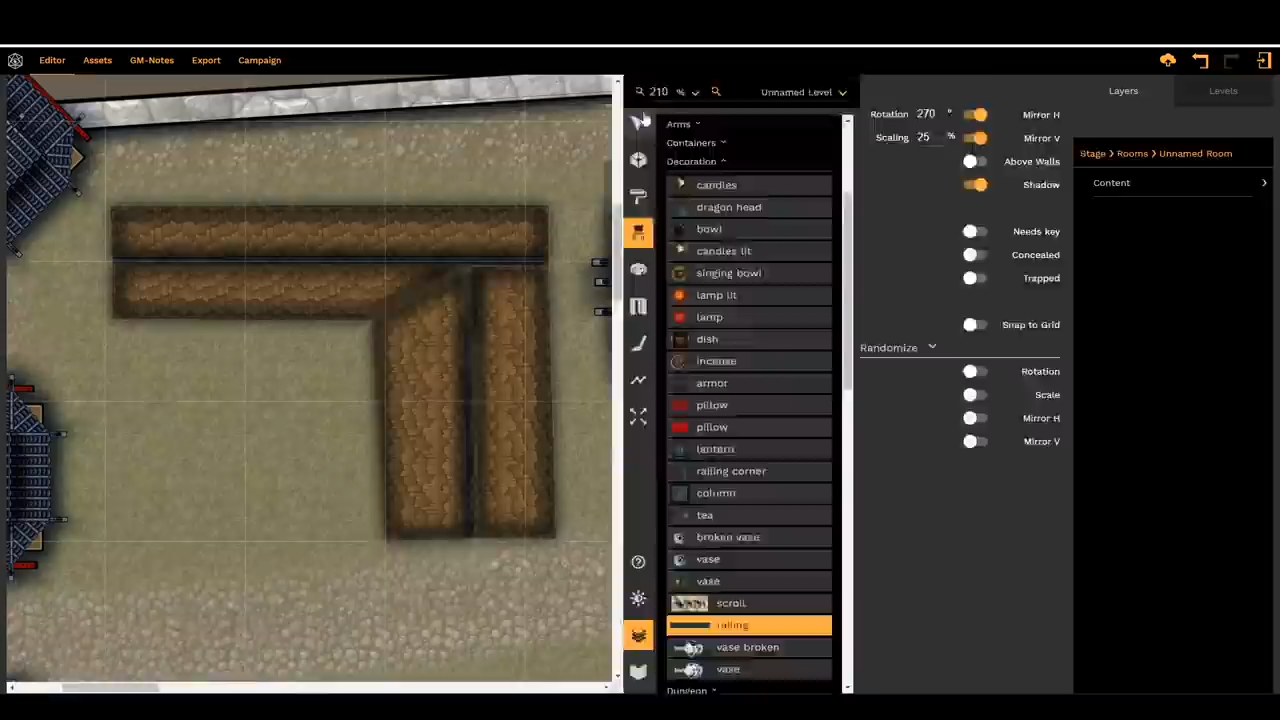 Editor Assets GM-Notes Export Campaign
210 % Unnamed Level
Arms
Containers
Decoration
candles
dragon head
bowl
candles lit
singing bowl
lamp lit
lamp
dish
incense
armor
pillow
pillow
lantern
railing corner
column
tea
broken vase
vase
vase
scroll
railing
vase broken
vase
Dungeon
Rotation 270 ° Mirror H
Scaling 25 % Mirror V
Above Walls
Shadow
Needs key
Concealed
Trapped
Snap to Grid
Randomize
Rotation
Scale
Mirror H
Mirror V
Layers Levels
Stage > Rooms > Unnamed Room
Content